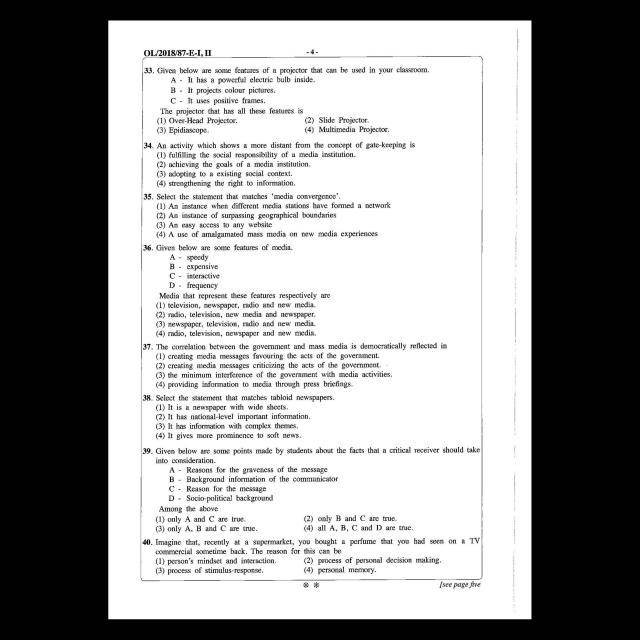 OL/2018/87-E-I, II
- 4 -
33. Given below are some features of a projector that can be used in your classroom.
A - It has a powerful electric bulb inside.
B - It projects colour pictures.
C - It uses positive frames.
The projector that has all these features is
(1) Over-Head Projector. (2) Slide Projector.
(3) Epidiascope. (4) Multimedia Projector.
34. An activity which shows a more distant from the concept of gate-keeping is
(1) fulfilling the social responsibility of a media institution.
(2) achieving the goals of a media institution.
(3) adopting to a existing social context.
(4) strengthening the right to information.
35. Select the statement that matches 'media convergence'.
(1) An instance when different media stations have formed a network
(2) An instance of surpassing geographical boundaries
(3) An easy access to any website
(4) A use of amalgamated mass media on new media experiences
36. Given below are some features of media.
A - speedy
B - expensive
C - interactive
D - frequency
Media that represent these features respectively are
(1) television, newspaper, radio and new media.
(2) radio, television, new media and newspaper.
(3) newspaper, television, radio and new media.
(4) radio, television, newspaper and new media.
37. The correlation between the government and mass media is democratically reflected in
(1) creating media messages favouring the acts of the government.
(2) creating media messages criticizing the acts of the government.
(3) the minimum interference of the government with media activities.
(4) providing information to media through press briefings.
38. Select the statement that matches tabloid newspapers.
(1) It is a newspaper with wide sheets.
(2) It has national-level important information.
(3) It has information with complex themes.
(4) It gives more prominence to soft news.
39. Given below are some points made by students about the facts that a critical receiver should take
into consideration.
A - Reasons for the graveness of the message
B - Background information of the communicator
C - Reason for the message
D - Socio-political background
Among the above
(1) only A and C are true. (2) only B and C are true.
(3) only A, B and C are true. (4) all A, B, C and D are true.
40. Imagine that, recently at a supermarket, you bought a perfume that you had seen on a TV
commercial sometime back. The reason for this can be
(1) person's mindset and interaction. (2) process of personal decision making.
(3) process of stimulus-response. (4) personal memory.
※ ※
[see page five